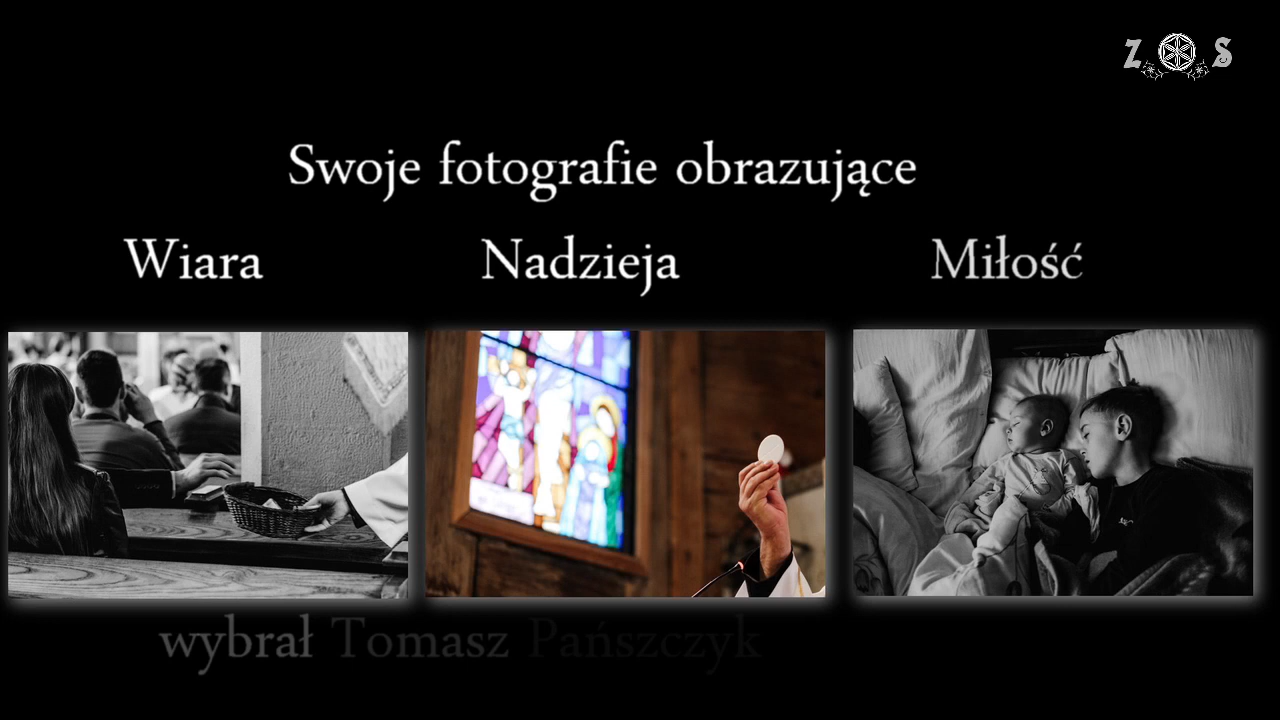 Z S
Swoje fotografie obrazujące
Wiara Nadzieja Miłość
wybrał Tomasz Pańszczyk